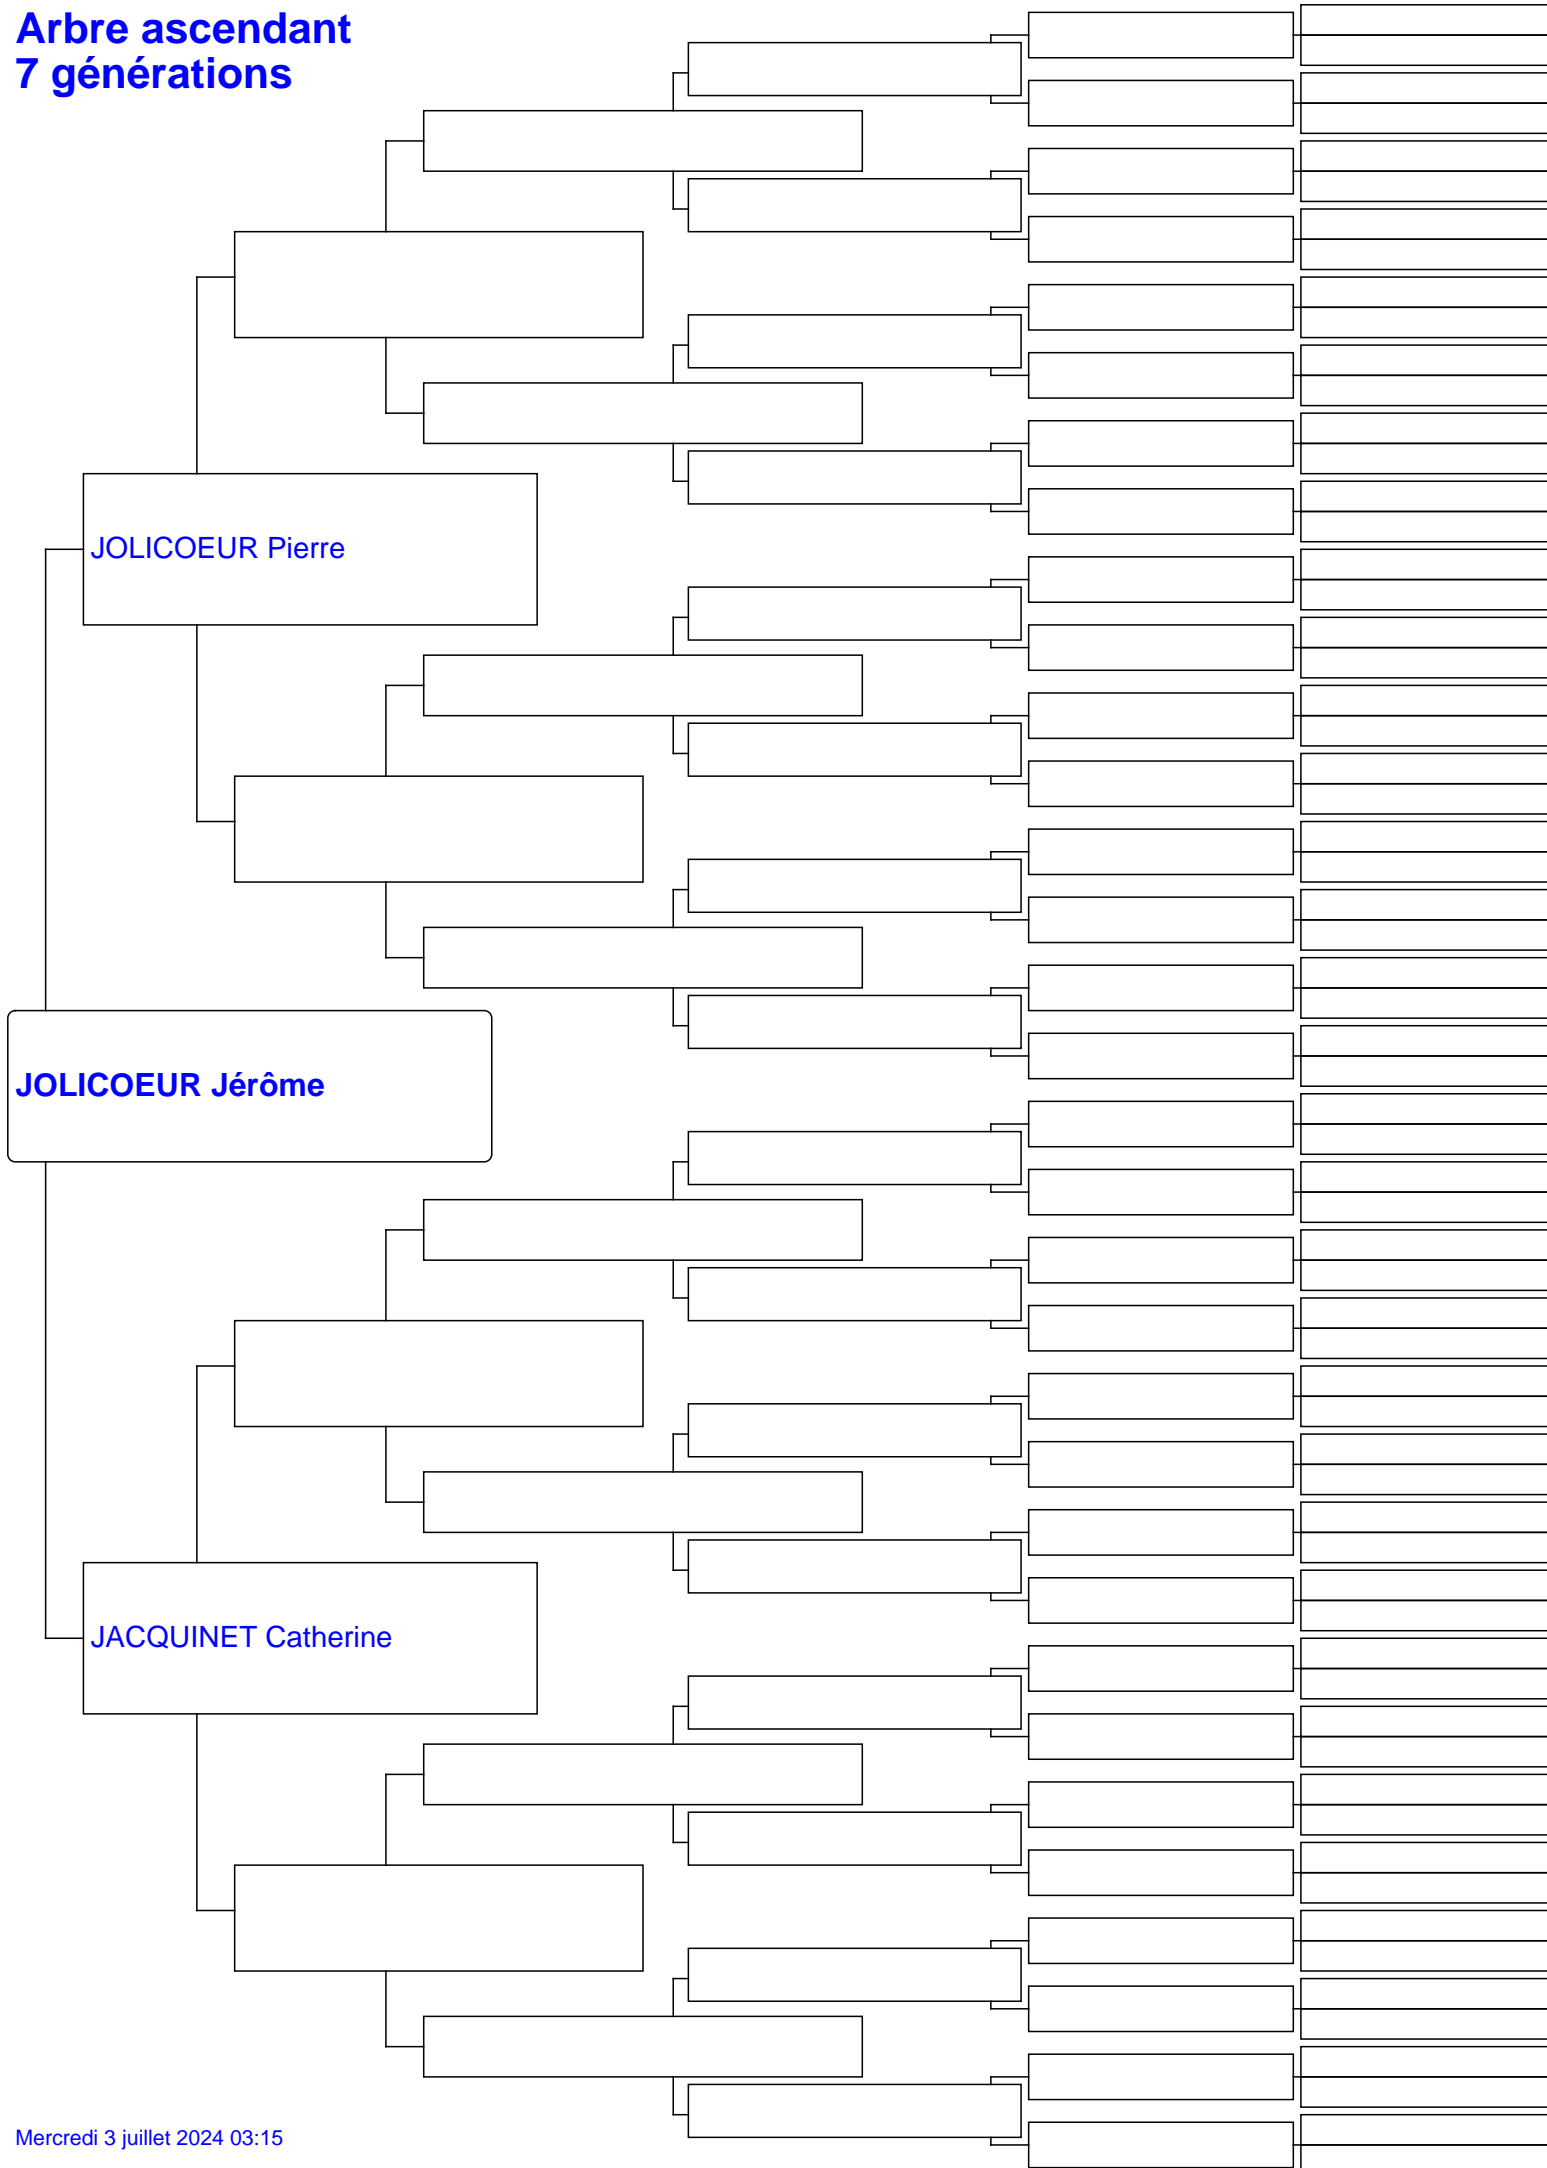 Arbre ascendant
7 générations
JOLICOEUR Pierre
JOLICOEUR Jérôme
JACQUINET Catherine
Mercredi 3 juillet 2024 03:15